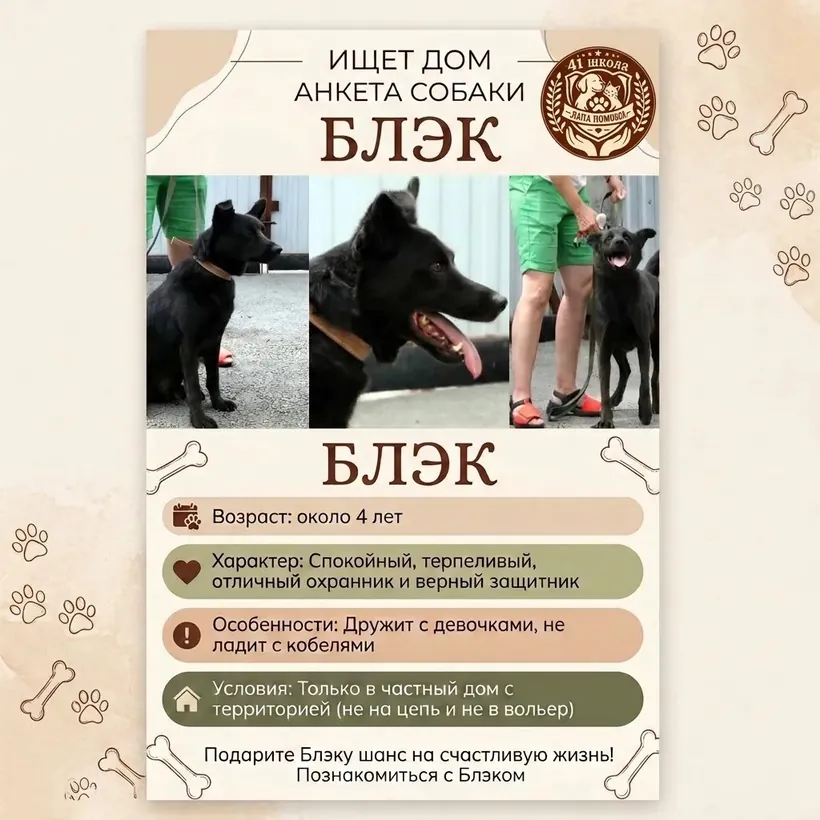 ИЩЕТ ДОМ
АНКЕТА СОБАКИ
БЛЭК
41 школа
ЛАПА ПОМОБОК
БЛЭК
Возраст: около 4 лет
Характер: Спокойный, терпеливый,
отличный охранник и верный защитник
Особенности: Дружит с девочками, не
ладит с кобелями
Условия: Только в частный дом с
территорией (не на цепь и не в вольер)
Подарите Блэку шанс на счастливую жизнь!
Познакомиться с Блэком